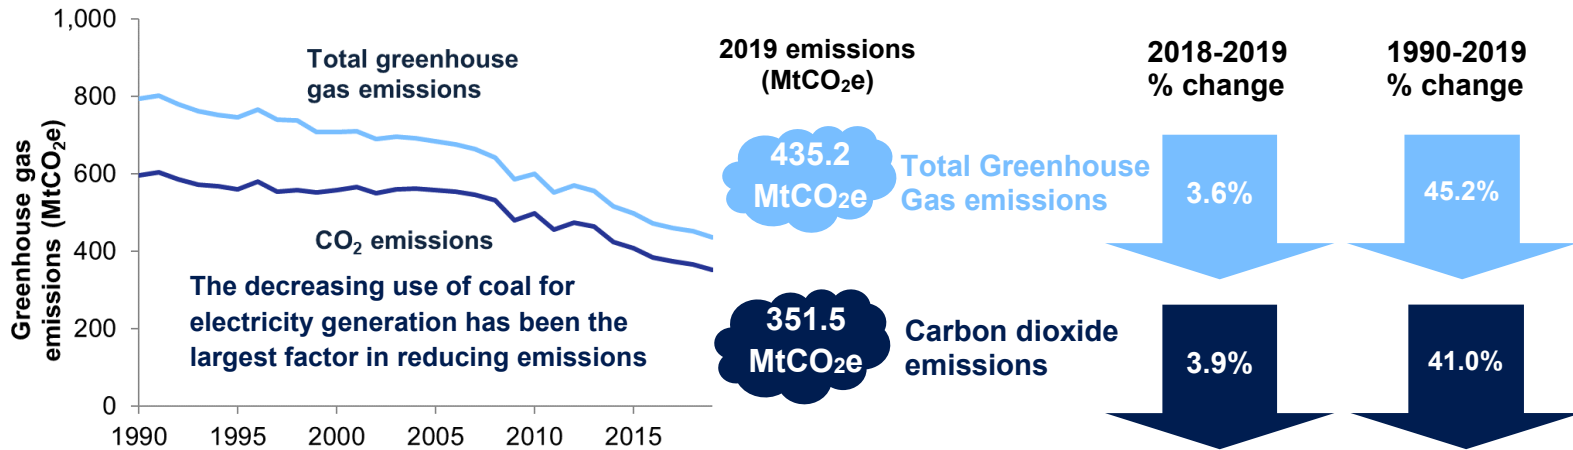 1,000
800
600
400
200
0
Greenhouse gas
emissions (MtCO₂e)
1990
1995
2000
2005
2010
2015
Total greenhouse
gas emissions
CO₂ emissions
The decreasing use of coal for
electricity generation has been the
largest factor in reducing emissions
2019 emissions
(MtCO₂e)
2018-2019
% change
1990-2019
% change
435.2
MtCO₂e
Total Greenhouse
Gas emissions
3.6%
45.2%
351.5
MtCO₂e
Carbon dioxide
emissions
3.9%
41.0%